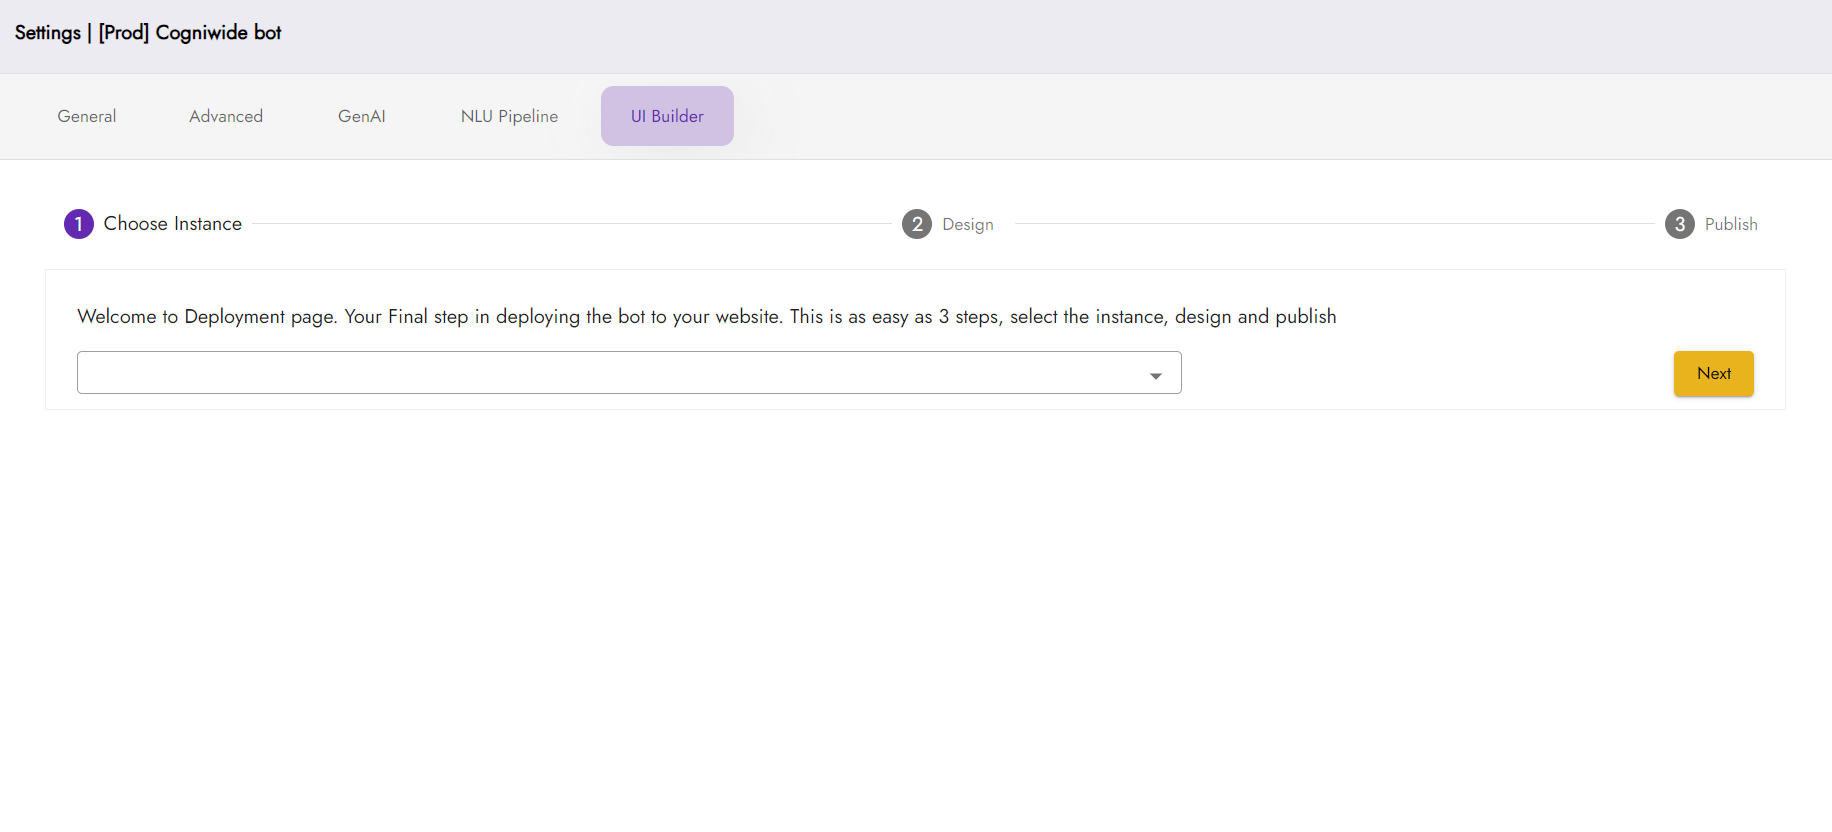 Settings | [Prod] Cogniwide bot
General Advanced GenAI NLU Pipeline UI Builder
1 Choose Instance 2 Design 3 Publish
Welcome to Deployment page. Your Final step in deploying the bot to your website. This is as easy as 3 steps, select the instance, design and publish
Next